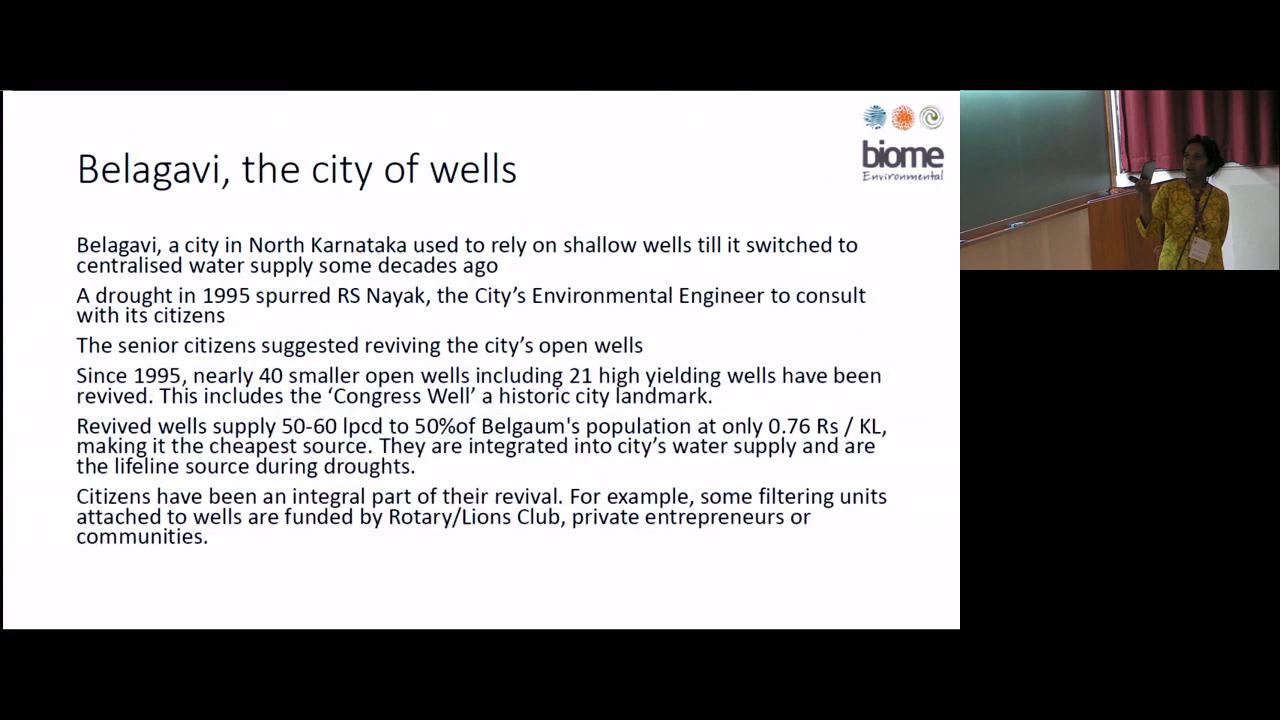 Belagavi, the city of wells
biome
Environmental
Belagavi, a city in North Karnataka used to rely on shallow wells till it switched to
centralised water supply some decades ago
A drought in 1995 spurred RS Nayak, the City's Environmental Engineer to consult
with its citizens
The senior citizens suggested reviving the city's open wells
Since 1995, nearly 40 smaller open wells including 21 high yielding wells have been
revived. This includes the ‘Congress Well’ a historic city landmark.
Revived wells supply 50-60 lpcd to 50%of Belgaum's population at only 0.76 Rs / KL,
making it the cheapest source. They are integrated into city’s water supply and are
the lifeline source during droughts.
Citizens have been an integral part of their revival. For example, some filtering units
attached to wells are funded by Rotary/Lions Club, private entrepreneurs or
communities.